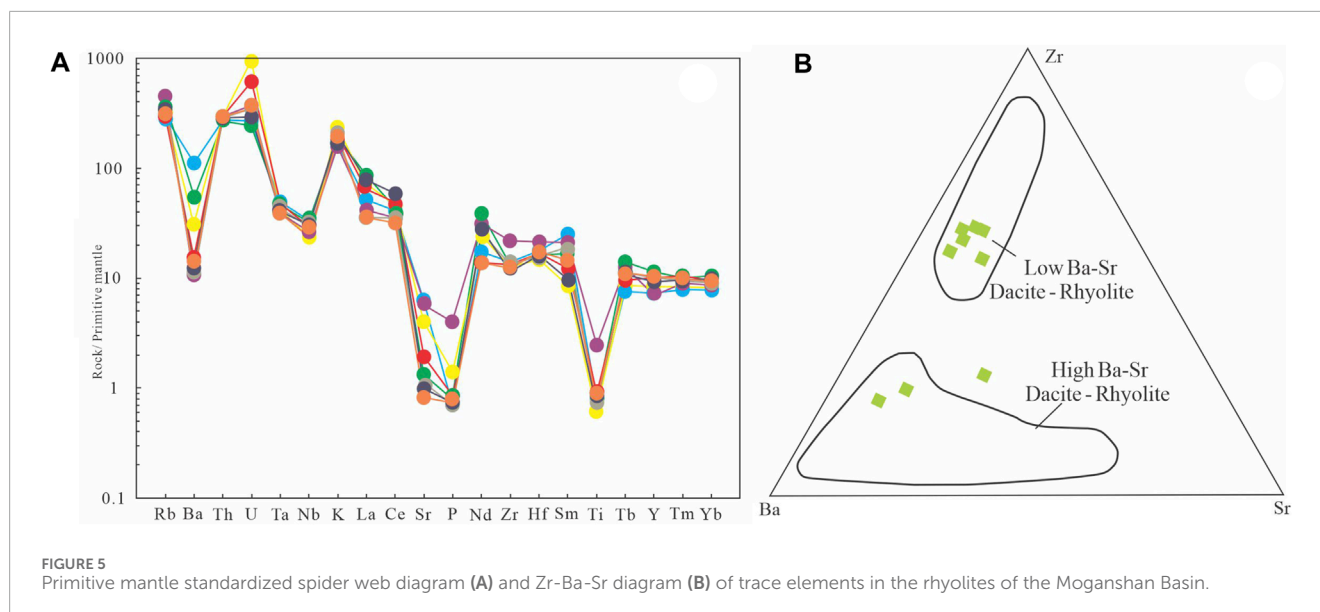 A
1000
100
10
1
0.1
Rock/ Primitive mantle
Rb Ba Th U Ta Nb K La Ce Sr P Nd Zr Hf Sm Ti Tb Y Tm Yb
B
Zr
Low Ba-Sr
Dacite - Rhyolite
High Ba-Sr
Dacite - Rhyolite
Ba
Sr
FIGURE 5
Primitive mantle standardized spider web diagram (A) and Zr-Ba-Sr diagram (B) of trace elements in the rhyolites of the Moganshan Basin.